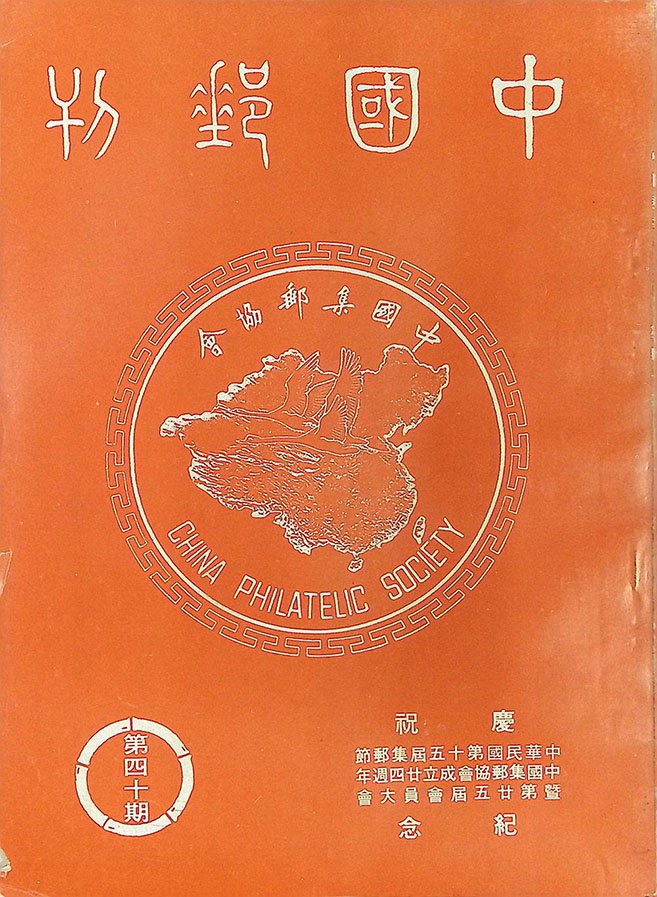 中國郵刊
中國集郵協會
CHINA PHILATELIC SOCIETY
慶祝
中華民國第十五屆集郵節
中國集郵協會成立廿四週年
暨第廿五屆會員大會
紀念
第四十期